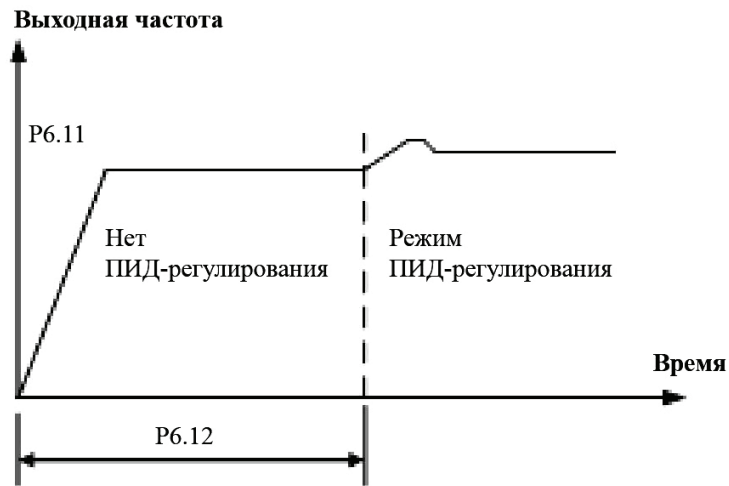 Выходная частота
P6.11
Нет
ПИД-регулирования
Режим
ПИД-регулирования
Время
P6.12